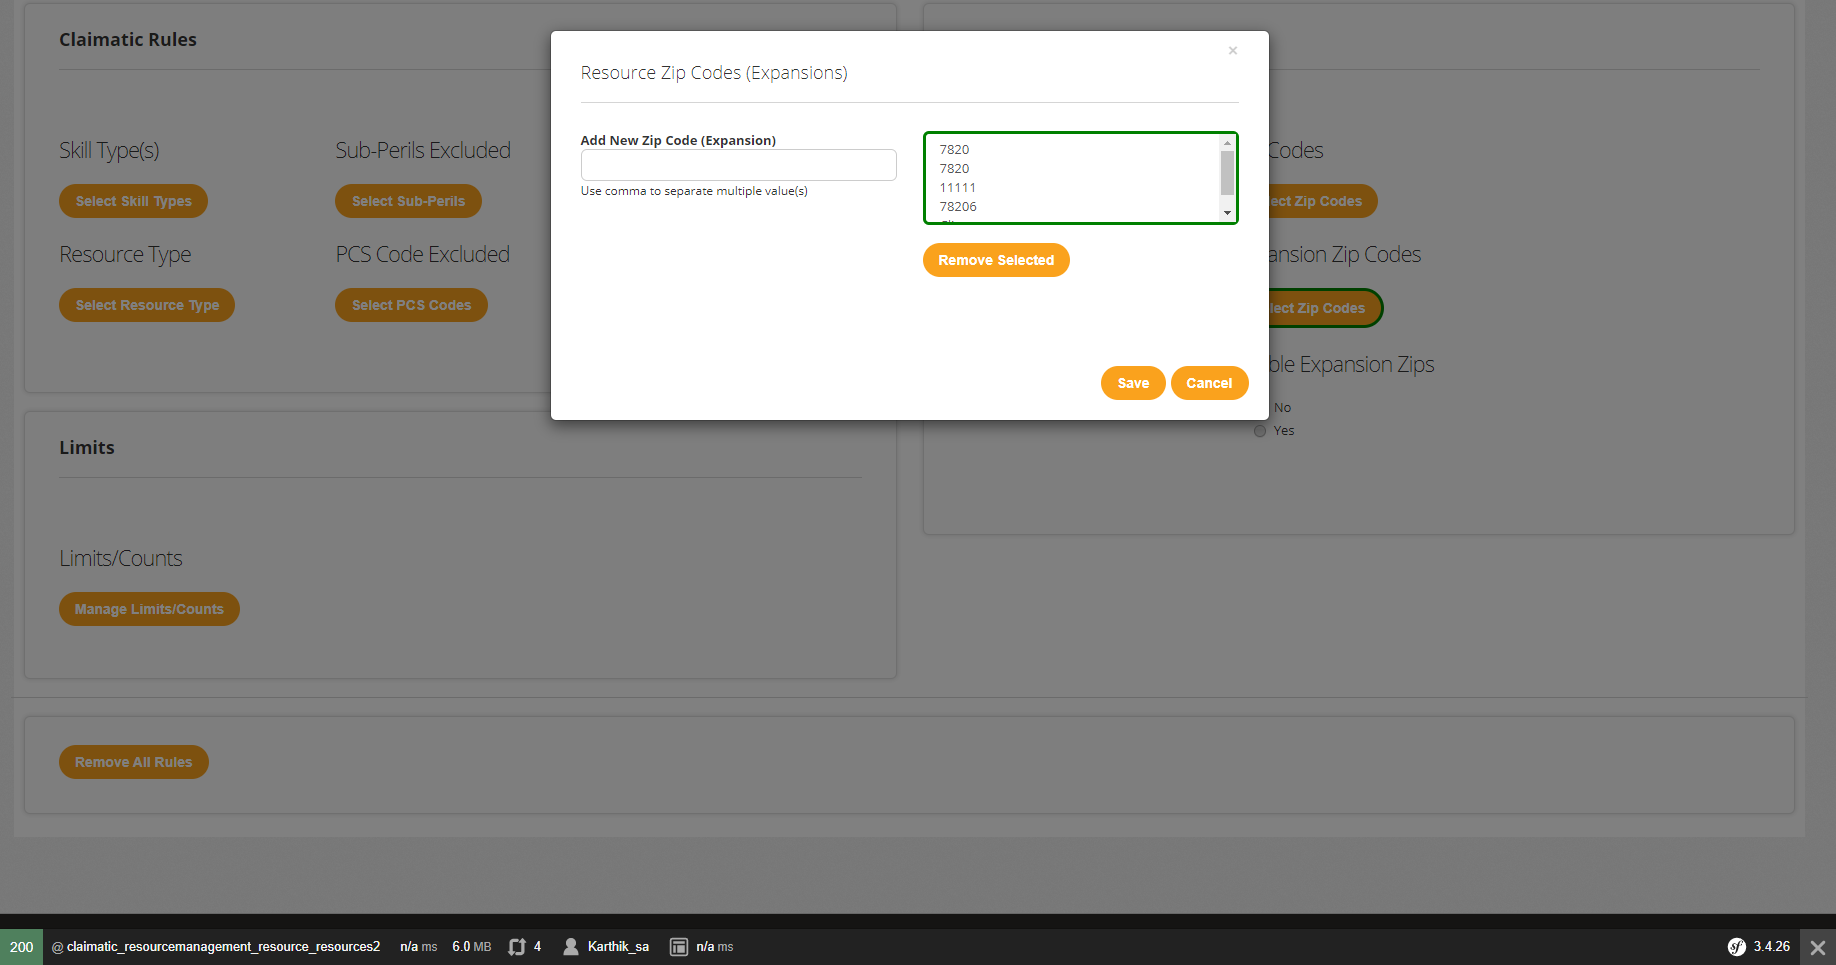 Claimatic Rules
Resource Zip Codes (Expansions)
Add New Zip Code (Expansion)
Use comma to separate multiple value(s)
7820
7820
11111
78206
Remove Selected
Save
Cancel
Skill Type(s)
Select Skill Types
Sub-Perils Excluded
Select Sub-Perils
Resource Type
Select Resource Type
PCS Code Excluded
Select PCS Codes
Codes
ect Zip Codes
ansion Zip Codes
lect Zip Codes
ble Expansion Zips
No
Yes
Limits
Limits/Counts
Manage Limits/Counts
Remove All Rules
200 @ claimatic_resourcemanagement_resource_resources2 n/a ms 6.0 MB 4 Karthik_sa n/a ms sf 3.4.26